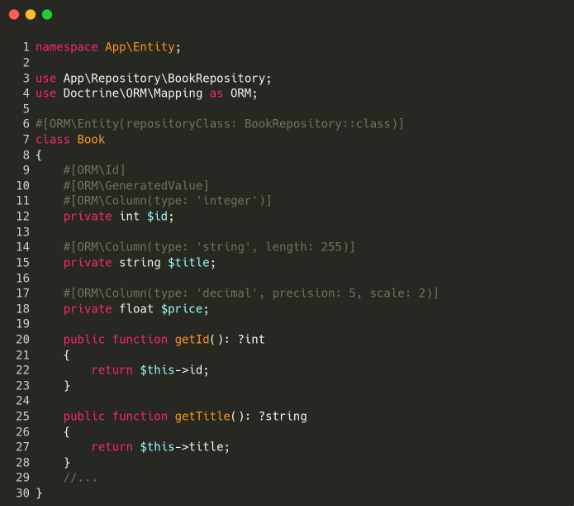 1 namespace App\Entity;
2
3 use App\Repository\BookRepository;
4 use Doctrine\ORM\Mapping as ORM;
5
6 #[ORM\Entity(repositoryClass: BookRepository::class)]
7 class Book
8 {
9     #[ORM\Id]
10     #[ORM\GeneratedValue]
11     #[ORM\Column(type: 'integer')]
12     private int $id;
13
14     #[ORM\Column(type: 'string', length: 255)]
15     private string $title;
16
17     #[ORM\Column(type: 'decimal', precision: 5, scale: 2)]
18     private float $price;
19
20     public function getId(): ?int
21     {
22         return $this->id;
23     }
24
25     public function getTitle(): ?string
26     {
27         return $this->title;
28     }
29     //...
30 }